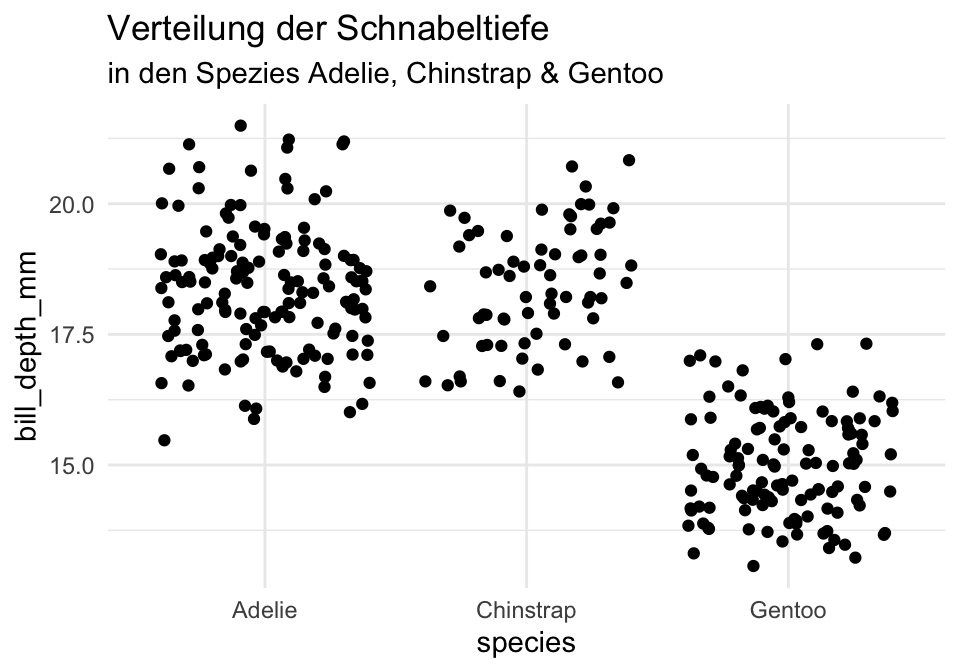 Verteilung der Schnabeltiefe
in den Spezies Adelie, Chinstrap & Gentoo
bill_depth_mm
20.0
17.5
15.0
Adelie Chinstrap Gentoo
species